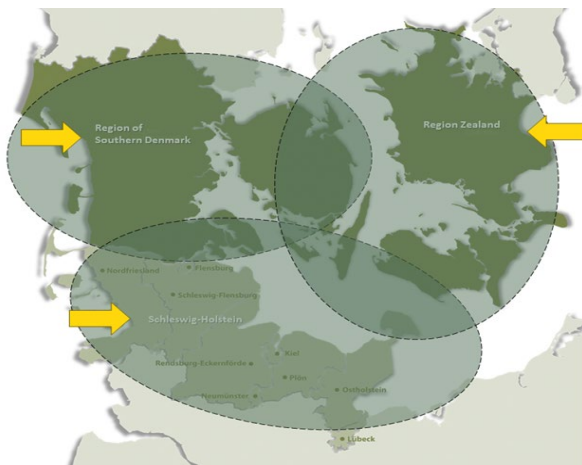 Region of
Southern Denmark
Region Zealand
Nordfriesland
Flensburg
Schleswig-Flensburg
Schleswig-Holstein
Kiel
Rendsburg-Eckernförde
Plön
Ostholstein
Neumünster
Lübeck